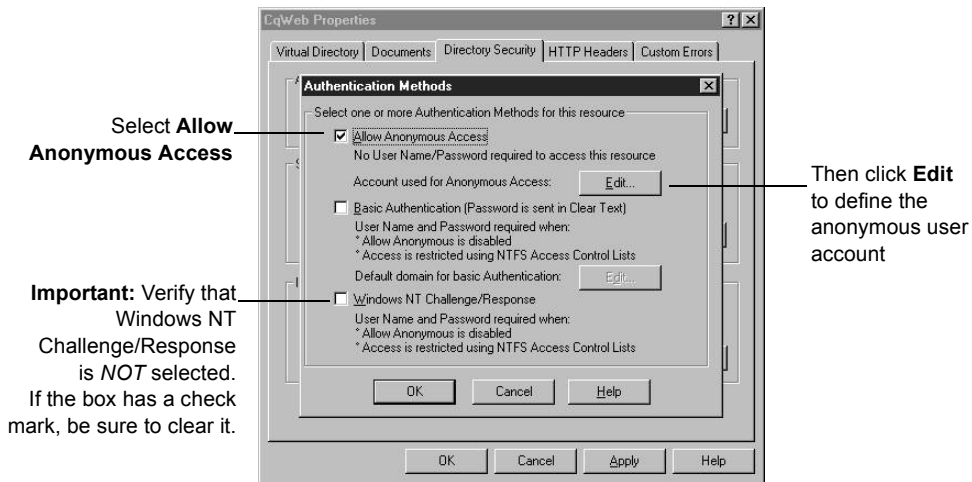 CqWeb Properties
Virtual Directory Documents Directory Security HTTP Headers Custom Errors
Authentication Methods
Select one or more Authentication Methods for this resource
Select Allow
Anonymous Access
Allow Anonymous Access
No User Name/Password required to access this resource
Account used for Anonymous Access: Edit...
Then click Edit
to define the
anonymous user
account
Basic Authentication (Password is sent in Clear Text)
User Name and Password required when:
* Allow Anonymous is disabled
* Access is restricted using NTFS Access Control Lists
Default domain for basic Authentication: Edit...
Important: Verify that
Windows NT
Challenge/Response
is NOT selected.
If the box has a check
mark, be sure to clear it.
Windows NT Challenge/Response
User Name and Password required when:
* Allow Anonymous is disabled
* Access is restricted using NTFS Access Control Lists
OK Cancel Help
OK Cancel Apply Help